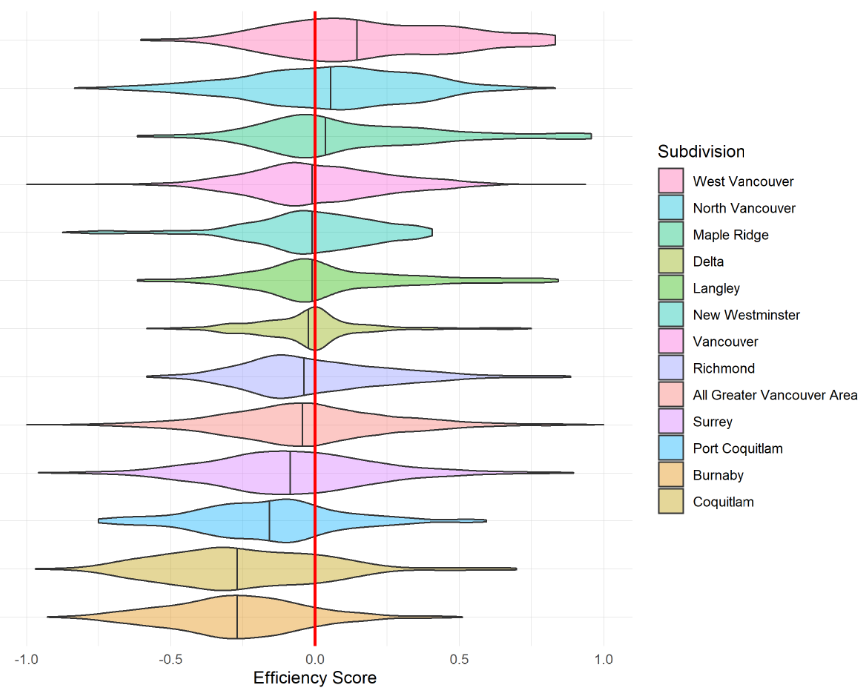 Subdivision
West Vancouver
North Vancouver
Maple Ridge
Delta
Langley
New Westminster
Vancouver
Richmond
All Greater Vancouver Area
Surrey
Port Coquitlam
Burnaby
Coquitlam
-1.0 -0.5 0.0 0.5 1.0
Efficiency Score